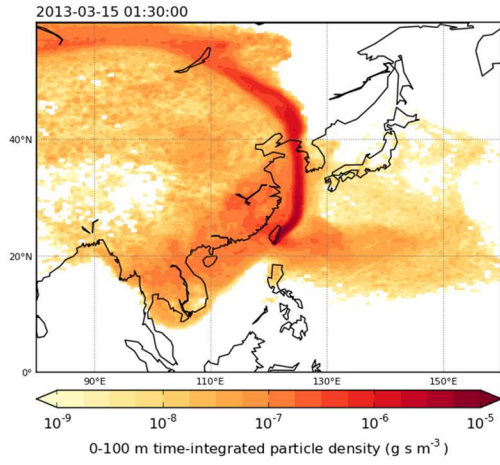 2013-03-15 01:30:00
40°N
20°N
0°
90°E 110°E 130°E 150°E
10⁻⁹ 10⁻⁸ 10⁻⁷ 10⁻⁶ 10⁻⁵
0-100 m time-integrated particle density (g s m⁻³)